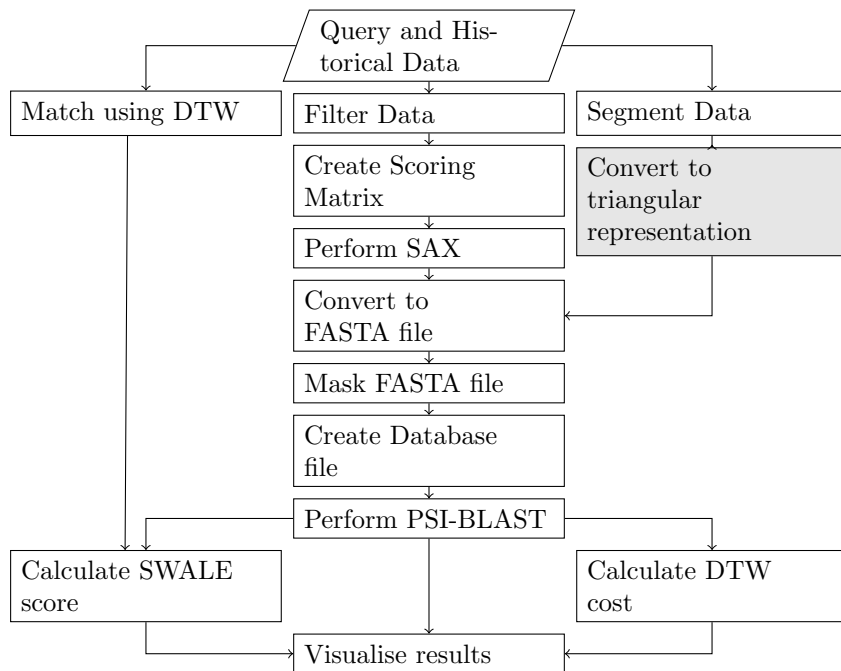 Query and His-
torical Data
Match using DTW
Filter Data
Segment Data
Create Scoring
Matrix
Convert to
triangular
representation
Perform SAX
Convert to
FASTA file
Mask FASTA file
Create Database
file
Perform PSI-BLAST
Calculate SWALE
score
Calculate DTW
cost
Visualise results